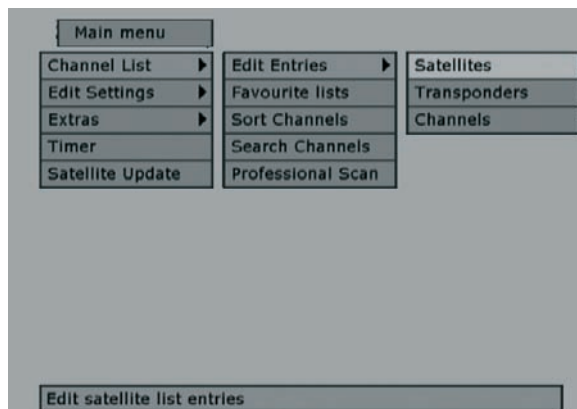 Main menu
Channel List
Edit Settings
Extras
Timer
Satellite Update
Edit Entries
Favourite lists
Sort Channels
Search Channels
Professional Scan
Satellites
Transponders
Channels
Edit satellite list entries